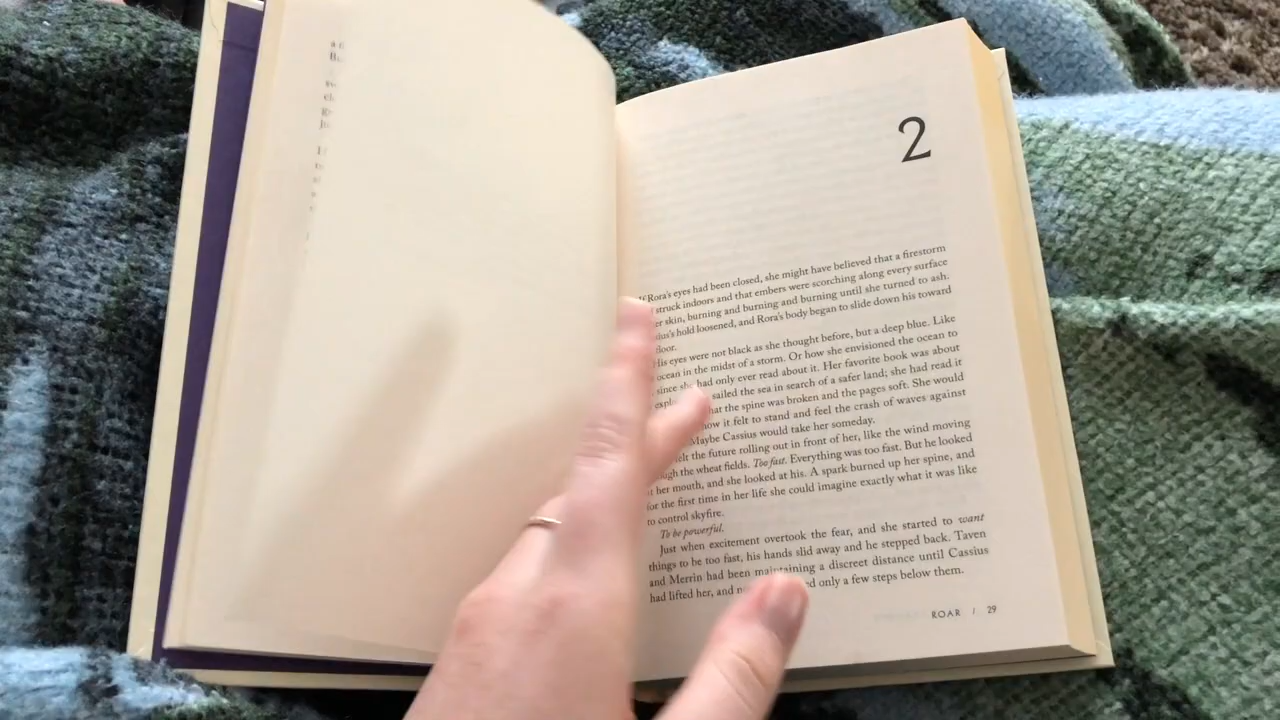 2
If Rora's eyes had been closed, she might have believed that a firestorm
struck indoors and that embers were scorching along every surface
er skin, burning and burning and burning until she turned to ash.
sius's hold loosened, and Rora's body began to slide down his toward
floor.
His eyes were not black as she thought before, but a deep blue. Like
ocean in the midst of a storm. Or how she envisioned the ocean to
since she had only ever read about it. Her favorite book was about
sailed the sea in search of a safer land; she had read it
hat the spine was broken and the pages soft. She would
how it felt to stand and feel the crash of waves against
Maybe Cassius would take her someday.
felt the future rolling out in front of her, like the wind moving
ugh the wheat fields. Too fast. Everything was too fast. But he looked
t her mouth, and she looked at his. A spark burned up her spine, and
for the first time in her life she could imagine exactly what it was like
to control skyfire.
To be powerful.
Just when excitement overtook the fear, and she started to want
things to be too fast, his hands slid away and he stepped back. Taven
and Merrin had been maintaining a discreet distance until Cassius
had lifted her, and only a few steps below them.
ROAR / 29